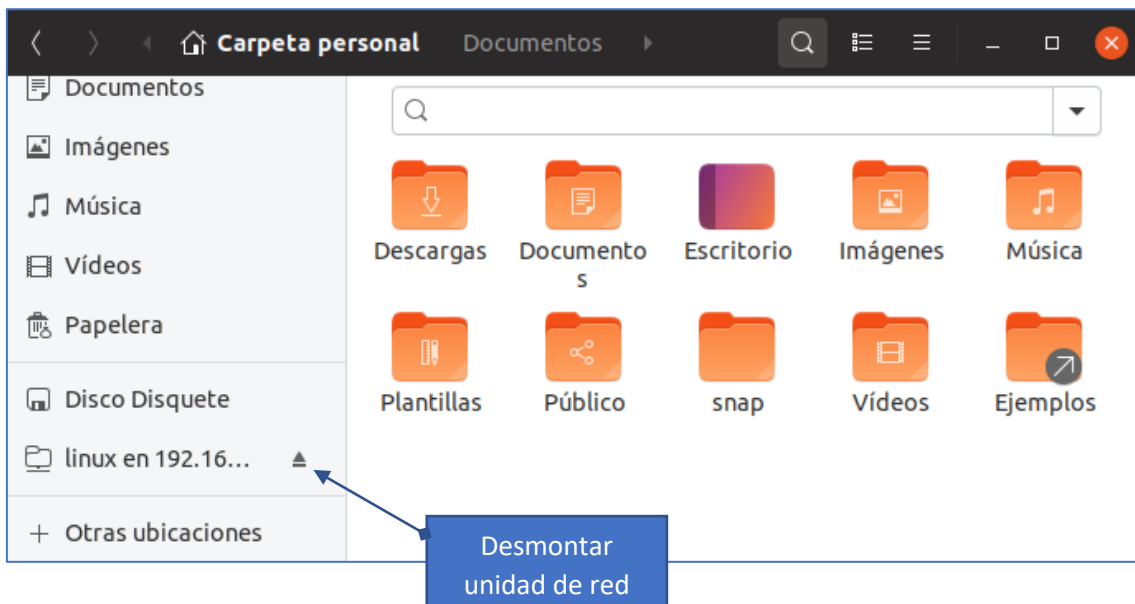 Carpeta personal Documentos
Documentos
Imágenes
Música
Vídeos
Papelera
Disco Disquete
linux en 192.16...
+ Otras ubicaciones
Descargas Documento Escritorio Imágenes Música
s
Plantillas Público snap Vídeos Ejemplos
Desmontar
unidad de red